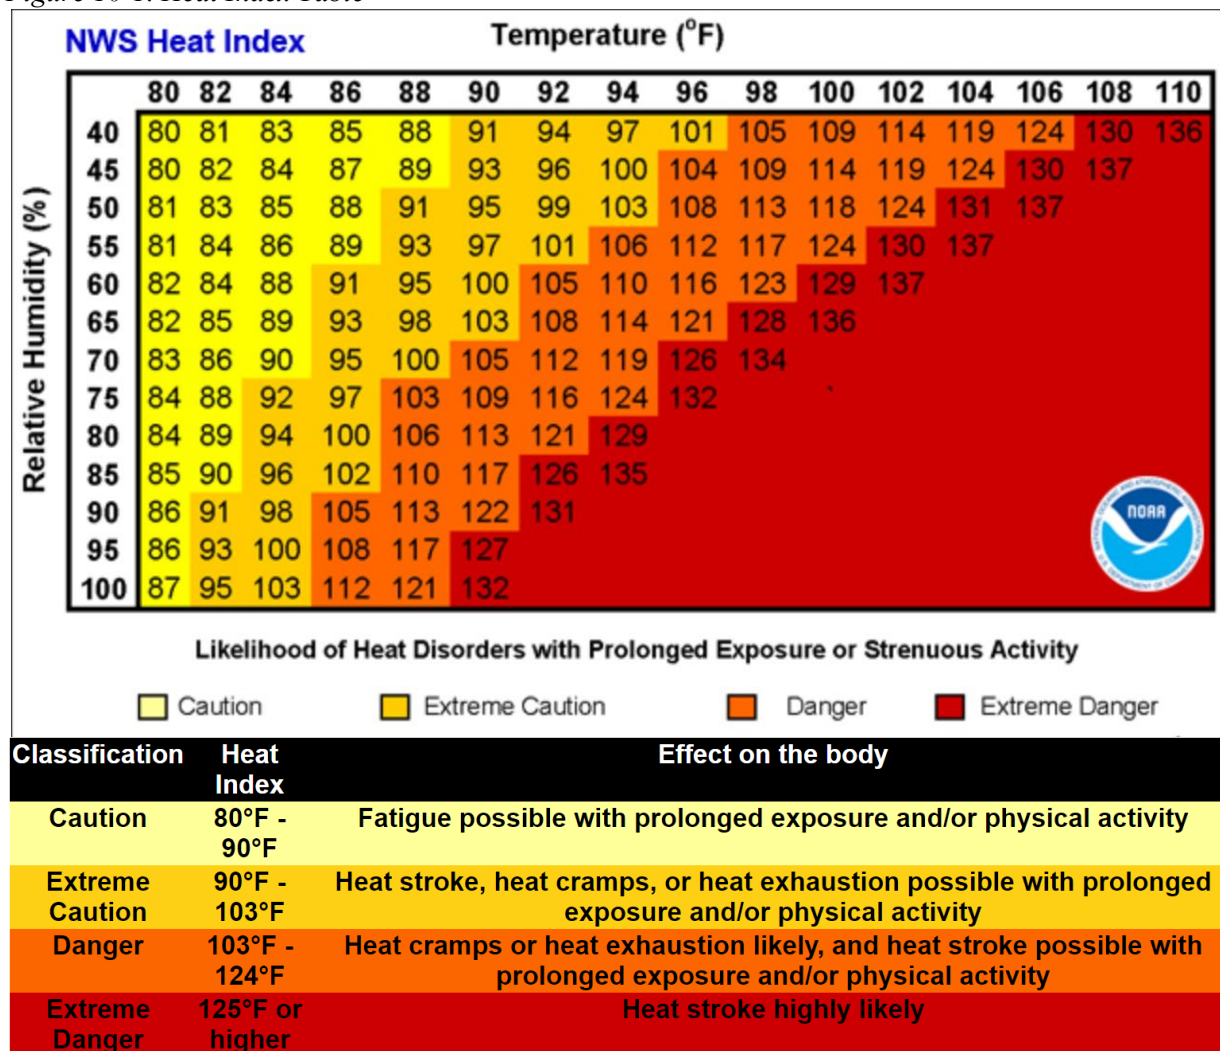 NWS Heat Index
Temperature (°F)
80 82 84 86 88 90 92 94 96 98 100 102 104 106 108 110
Relative Humidity (%)
40 80 81 83 85 88 91 94 97 101 105 109 114 119 124 130 136
45 80 82 84 87 89 93 96 100 104 109 114 119 124 130 137
50 81 83 85 88 91 95 99 103 108 113 118 124 131 137
55 81 84 86 89 93 97 101 106 112 117 124 130 137
60 82 84 88 91 95 100 105 110 116 123 129 137
65 82 85 89 93 98 103 108 114 121 128 136
70 83 86 90 95 100 105 112 119 126 134
75 84 88 92 97 103 109 116 124 132
80 84 89 94 100 106 113 121 129
85 85 90 96 102 110 117 126 135
90 86 91 98 105 113 122 131
95 86 93 100 108 117 127
100 87 95 103 112 121 132
NOAA
Likelihood of Heat Disorders with Prolonged Exposure or Strenuous Activity
Caution Extreme Caution Danger Extreme Danger
Classification Heat Index Effect on the body
Caution 80°F - 90°F Fatigue possible with prolonged exposure and/or physical activity
Extreme Caution 90°F - 103°F Heat stroke, heat cramps, or heat exhaustion possible with prolonged
exposure and/or physical activity
Danger 103°F - 124°F Heat cramps or heat exhaustion likely, and heat stroke possible with
prolonged exposure and/or physical activity
Extreme Danger 125°F or higher Heat stroke highly likely